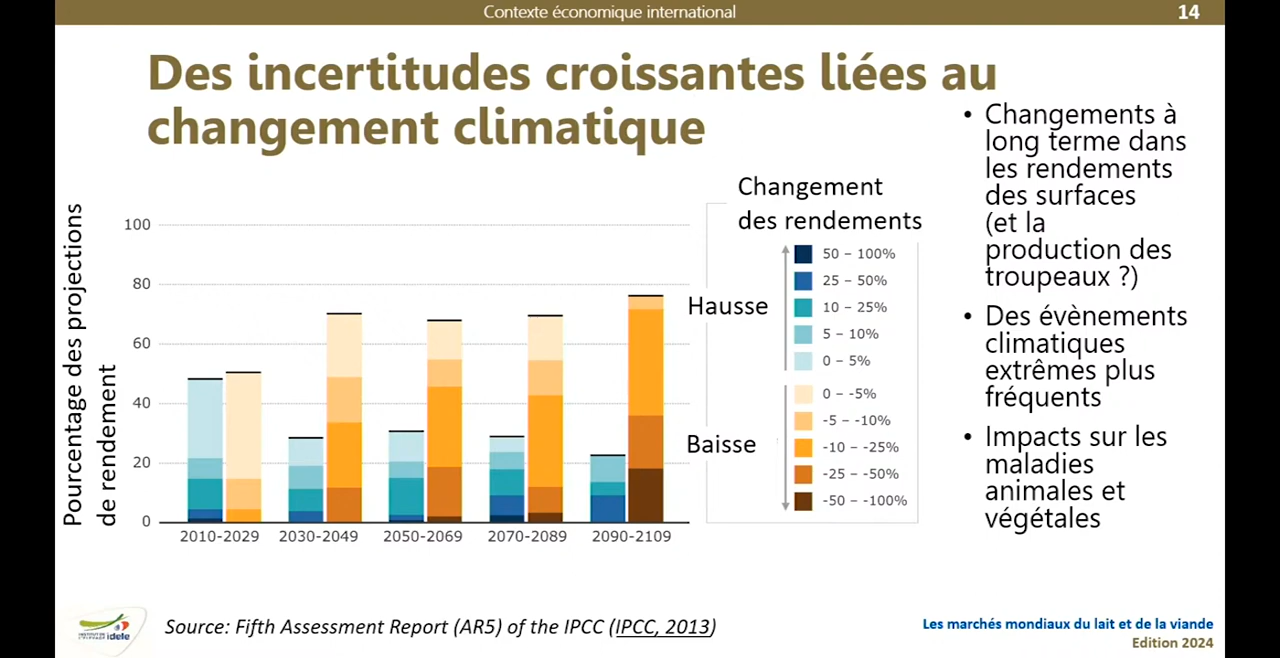 Contexte économique international
14
Des incertitudes croissantes liées au
changement climatique
• Changements à
long terme dans
les rendements
des surfaces
(et la
production des
troupeaux ?)
• Des évènements
climatiques
extrêmes plus
fréquents
• Impacts sur les
maladies
animales et
végétales
Pourcentage des projections
de rendement
100
80
60
40
20
0
2010-2029 2030-2049 2050-2069 2070-2089 2090-2109
Changement
des rendements
Hausse
50 – 100%
25 – 50%
10 – 25%
5 – 10%
0 – 5%
Baisse
0 – -5%
-5 – -10%
-10 – -25%
-25 – -50%
-50 – -100%
idele
Source: Fifth Assessment Report (AR5) of the IPCC (IPCC, 2013)
Les marchés mondiaux du lait et de la viande
Edition 2024